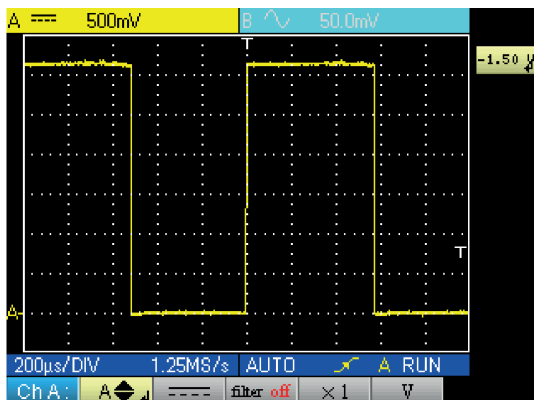 A 500mV B 50.0mV
T
-1.50 V
T
A-
200µs/DIV 1.25MS/s AUTO A RUN
Ch A: A filter off ×1 V